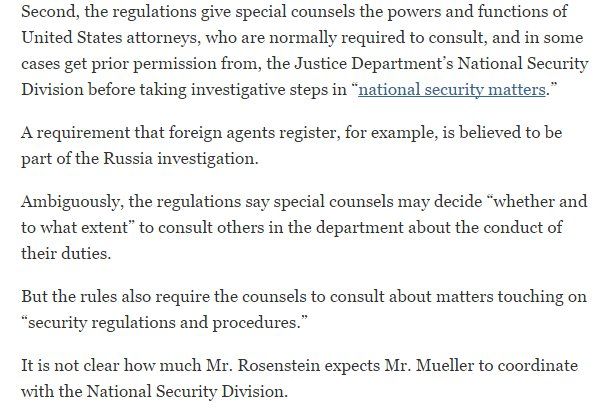 Second, the regulations give special counsels the powers and functions of
United States attorneys, who are normally required to consult, and in some
cases get prior permission from, the Justice Department’s National Security
Division before taking investigative steps in “national security matters.”
A requirement that foreign agents register, for example, is believed to be
part of the Russia investigation.
Ambiguously, the regulations say special counsels may decide “whether and
to what extent” to consult others in the department about the conduct of
their duties.
But the rules also require the counsels to consult about matters touching on
“security regulations and procedures.”
It is not clear how much Mr. Rosenstein expects Mr. Mueller to coordinate
with the National Security Division.